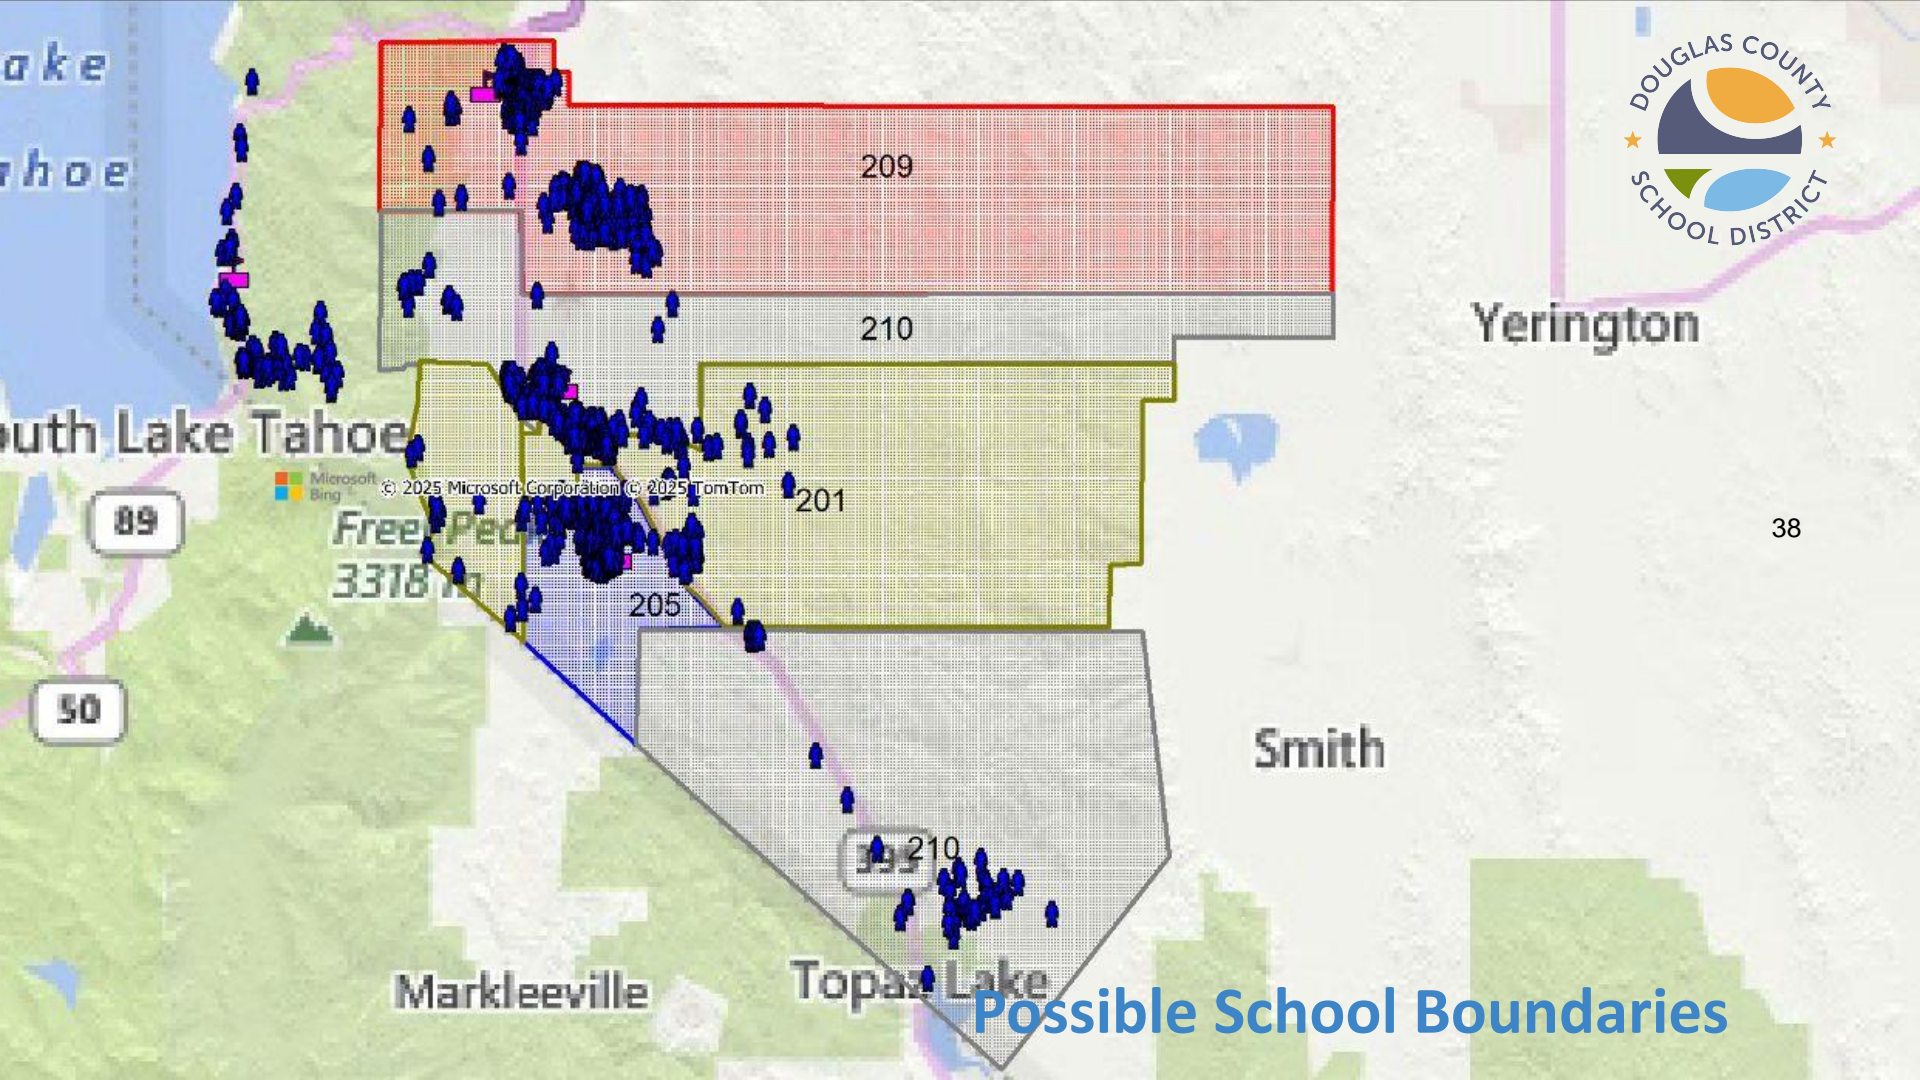 ake
ahoe
DOUGLAS COUNTY
SCHOOL DISTRICT
209
210
Yerington
outh Lake Tahoe
Microsoft
Bing
© 2025 Microsoft Corporation © 2025 TomTom
201
89
38
3318 m
205
50
Smith
210
395
Markleeville
Topaz Lake
Possible School Boundaries